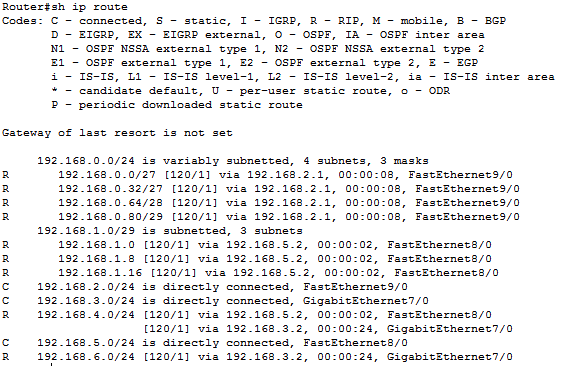 Router#sh ip route
Codes: C - connected, S - static, I - IGRP, R - RIP, M - mobile, B - BGP
D - EIGRP, EX - EIGRP external, O - OSPF, IA - OSPF inter area
N1 - OSPF NSSA external type 1, N2 - OSPF NSSA external type 2
E1 - OSPF external type 1, E2 - OSPF external type 2, E - EGP
i - IS-IS, L1 - IS-IS level-1, L2 - IS-IS level-2, ia - IS-IS inter area
* - candidate default, U - per-user static route, o - ODR
P - periodic downloaded static route
Gateway of last resort is not set
192.168.0.0/24 is variably subnetted, 4 subnets, 3 masks
R 192.168.0.0/27 [120/1] via 192.168.2.1, 00:00:08, FastEthernet9/0
R 192.168.0.32/27 [120/1] via 192.168.2.1, 00:00:08, FastEthernet9/0
R 192.168.0.64/28 [120/1] via 192.168.2.1, 00:00:08, FastEthernet9/0
R 192.168.0.80/29 [120/1] via 192.168.2.1, 00:00:08, FastEthernet9/0
192.168.1.0/29 is subnetted, 3 subnets
R 192.168.1.0 [120/1] via 192.168.5.2, 00:00:02, FastEthernet8/0
R 192.168.1.8 [120/1] via 192.168.5.2, 00:00:02, FastEthernet8/0
R 192.168.1.16 [120/1] via 192.168.5.2, 00:00:02, FastEthernet8/0
C 192.168.2.0/24 is directly connected, FastEthernet9/0
C 192.168.3.0/24 is directly connected, GigabitEthernet7/0
R 192.168.4.0/24 [120/1] via 192.168.5.2, 00:00:02, FastEthernet8/0
[120/1] via 192.168.3.2, 00:00:24, GigabitEthernet7/0
C 192.168.5.0/24 is directly connected, FastEthernet8/0
R 192.168.6.0/24 [120/1] via 192.168.3.2, 00:00:24, GigabitEthernet7/0